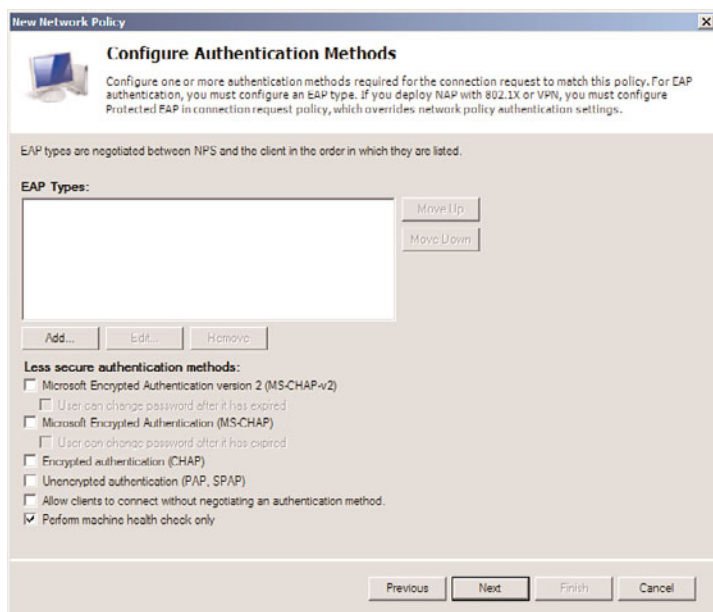 New Network Policy
Configure Authentication Methods
Configure one or more authentication methods required for the connection request to match this policy. For EAP
authentication, you must configure an EAP type. If you deploy NAP with 802.1X or VPN, you must configure
Protected EAP in connection request policy, which overrides network policy authentication settings.
EAP types are negotiated between NPS and the client in the order in which they are listed.
EAP Types:
Move Up
Move Down
Add... Edit... Remove
Less secure authentication methods:
Microsoft Encrypted Authentication version 2 (MS-CHAP-v2)
User can change password after it has expired
Microsoft Encrypted Authentication (MS-CHAP)
User can change password after it has expired
Encrypted authentication (CHAP)
Unencrypted authentication (PAP, SPAP)
Allow clients to connect without negotiating an authentication method.
Perform machine health check only
Previous Next Finish Cancel